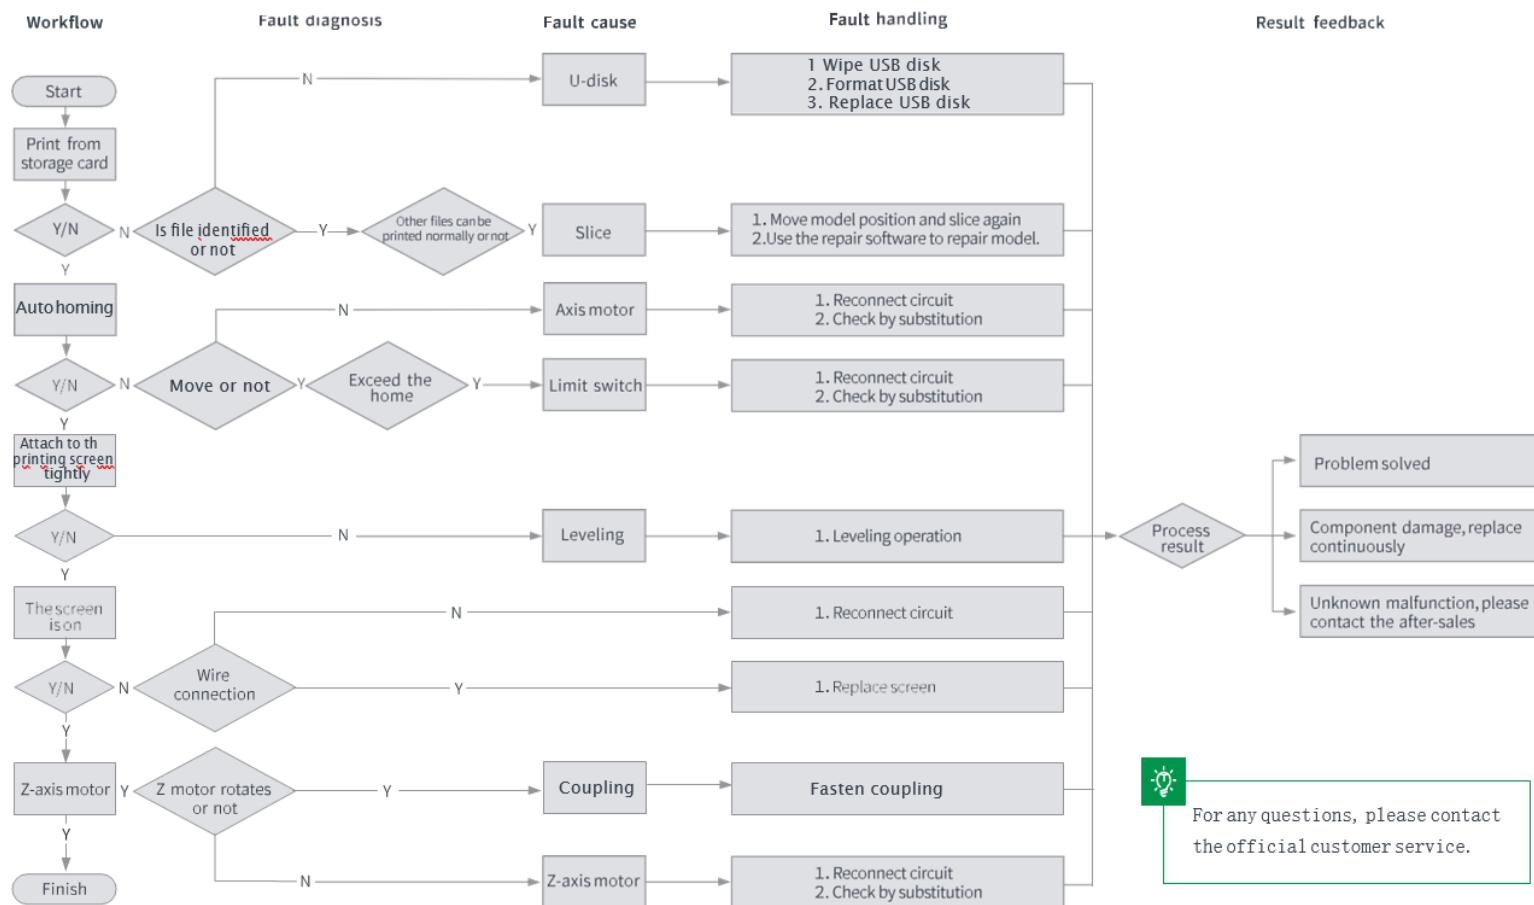 Workflow
Fault diagnosis
Fault cause
Fault handling
Result feedback
Start
Print from
storage card
Y/N
N
Is file identified
or not
N
U-disk
1 Wipe USB disk
2. Format USB disk
3. Replace USB disk
Y
Other files can be
printed normally or not
Y
Slice
1. Move model position and slice again
2.Use the repair software to repair model.
Y
Auto homing
Y/N
N
Move or not
N
Axis motor
1. Reconnect circuit
2. Check by substitution
Y
Exceed the
home
Y
Limit switch
1. Reconnect circuit
2. Check by substitution
Y
Attach to th
printing screen
tightly
Y/N
N
Leveling
1. Leveling operation
Y
The screen
is on
Y/N
N
Wire
connection
N
1. Reconnect circuit
Y
1. Replace screen
Y
Z-axis motor
Y
Z motor rotates
or not
Y
Coupling
Fasten coupling
N
Z-axis motor
1. Reconnect circuit
2. Check by substitution
Y
Finish
Process
result
Problem solved
Component damage, replace
continuously
Unknown malfunction, please
contact the after-sales
For any questions, please contact
the official customer service.